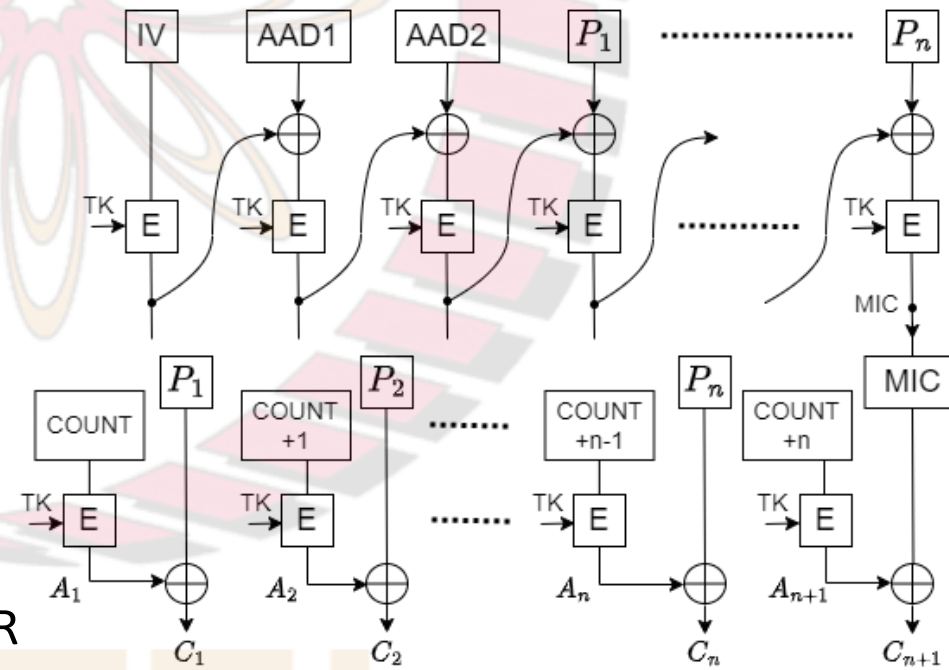 IV AAD1 AAD2 P₁ Pₙ
TK E TK E TK E TK E TK E
MIC
P₁ P₂ Pₙ MIC
COUNT COUNT COUNT COUNT
+1 +n-1 +n
TK E TK E TK E TK E
A₁ A₂ Aₙ Aₙ₊₁
R
C₁ C₂ Cₙ Cₙ₊₁